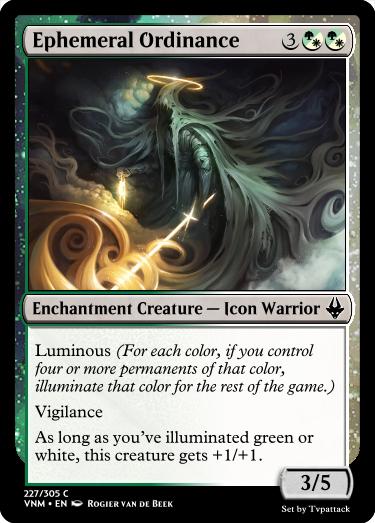 Ephemeral Ordinance 3
Enchantment Creature — Icon Warrior
Luminous (For each color, if you control
four or more permanents of that color,
illuminate that color for the rest of the game.)
Vigilance
As long as you've illuminated green or
white, this creature gets +1/+1.
3/5
227/305 C
VNM • EN Rogier van de Beek
Set by Tvpattack